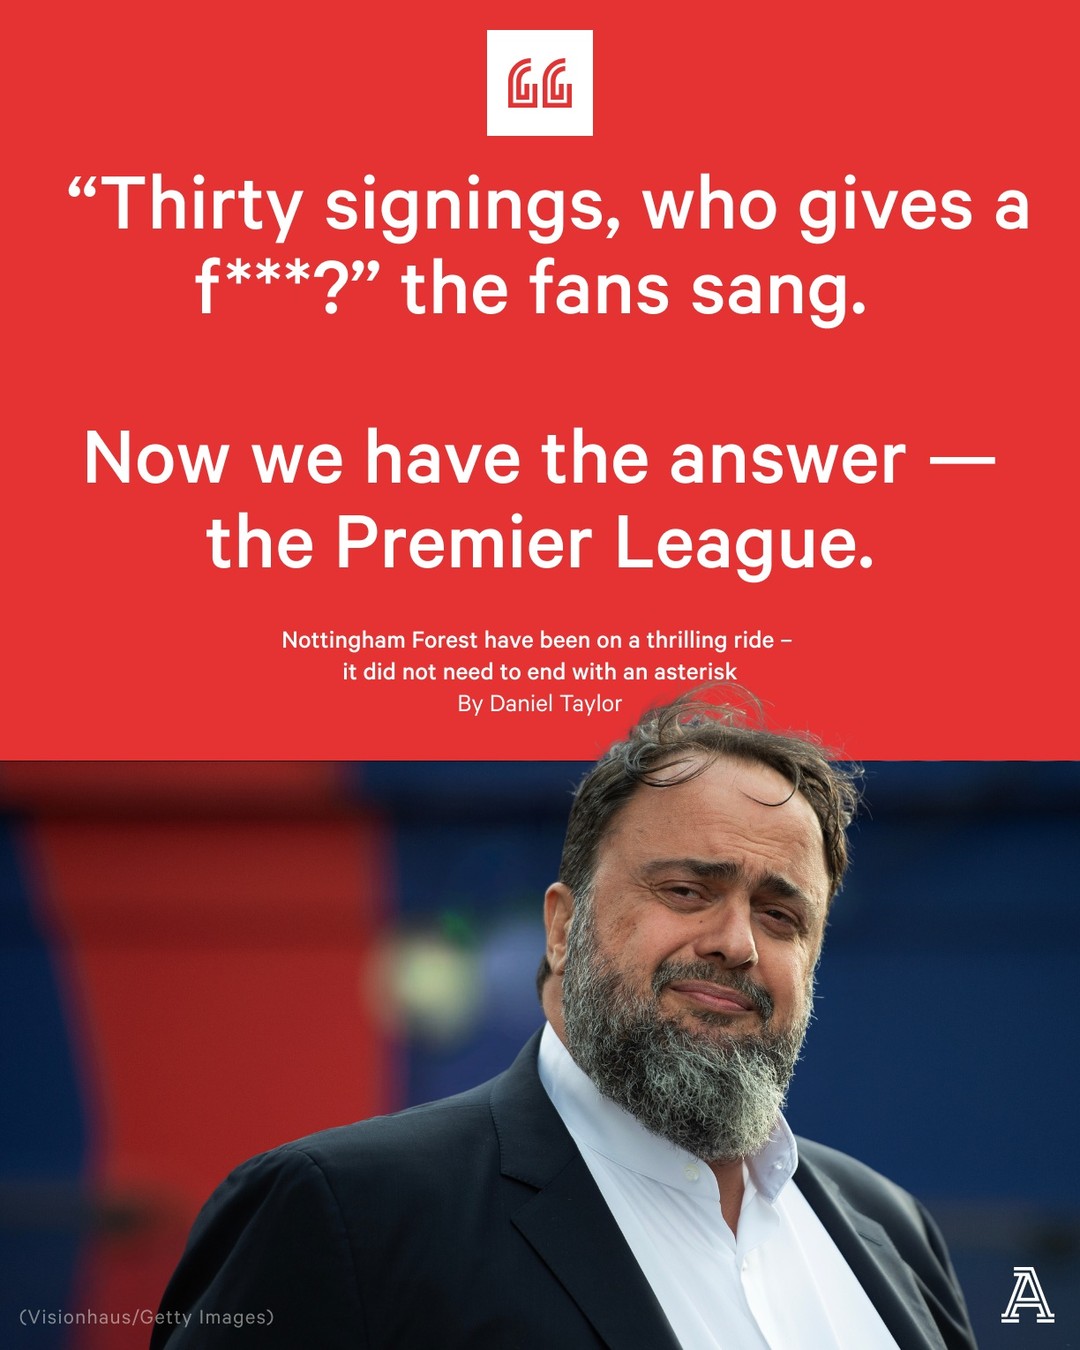 “Thirty signings, who gives a
f***?” the fans sang.
Now we have the answer —
the Premier League.
Nottingham Forest have been on a thrilling ride –
it did not need to end with an asterisk
By Daniel Taylor
(Visionhaus/Getty Images)
A